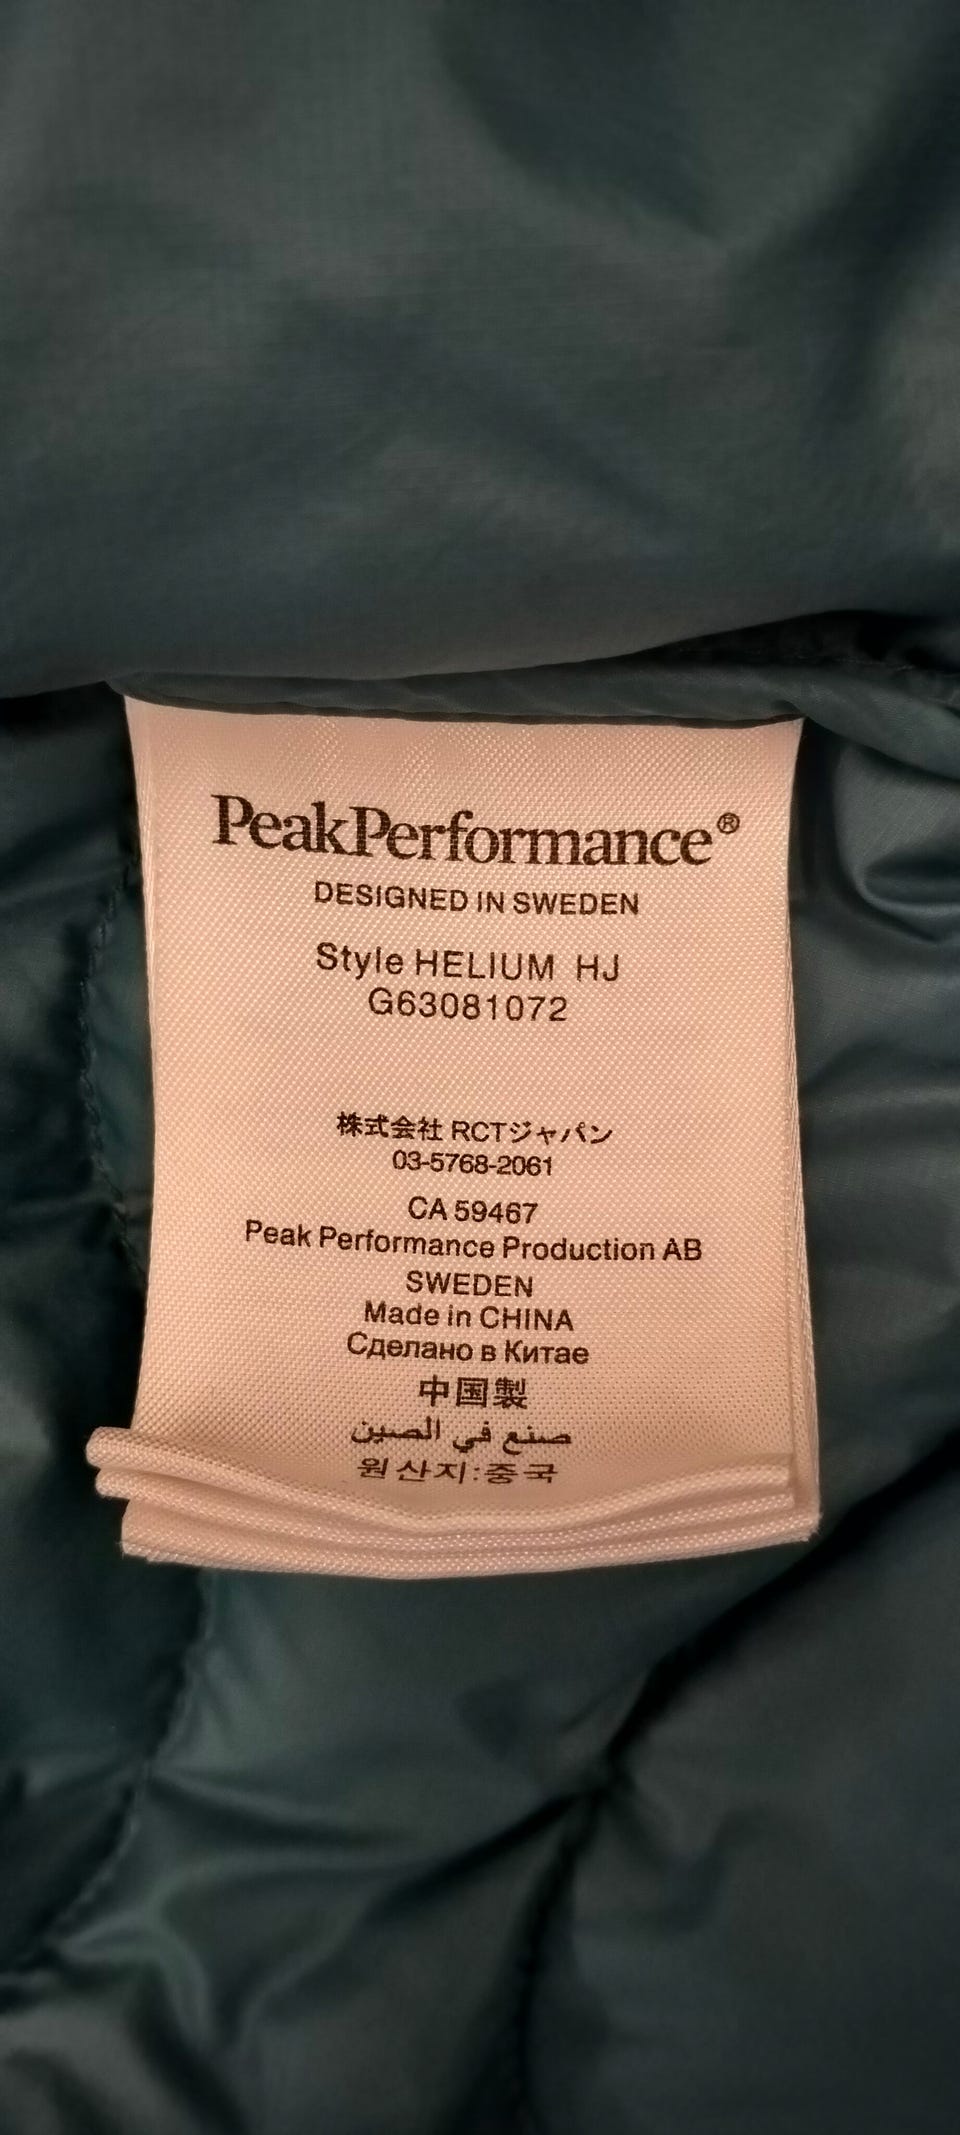 PeakPerformance®
DESIGNED IN SWEDEN
Style HELIUM HJ
G63081072
株式会社 RCTジャパン
03-5768-2061
CA 59467
Peak Performance Production AB
SWEDEN
Made in CHINA
Сделано в Китае
中国製
صنع في الصين
원산지:중국